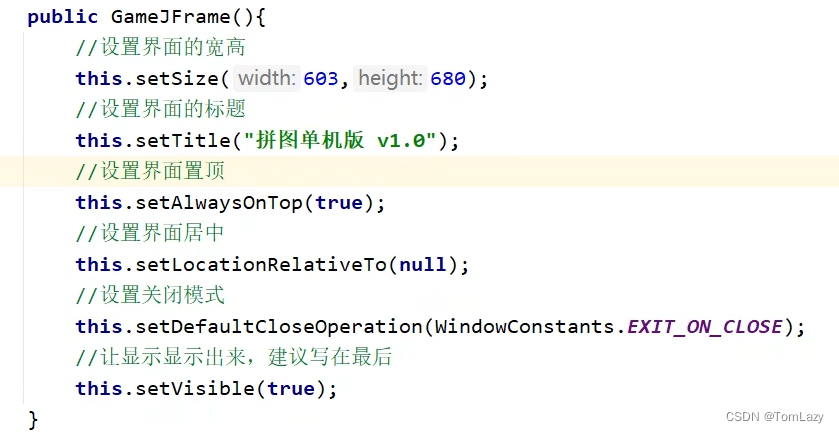 public GameJFrame(){
//设置界面的宽高
this.setSize( width: 603, height: 680);
//设置界面的标题
this.setTitle("拼图单机版 v1.0");
//设置界面置顶
this.setAlwaysOnTop(true);
//设置界面居中
this.setLocationRelativeTo(null);
//设置关闭模式
this.setDefaultCloseOperation(WindowConstants.EXIT_ON_CLOSE);
//让显示显示出来，建议写在最后
this.setVisible(true);
}
CSDN @TomLazy